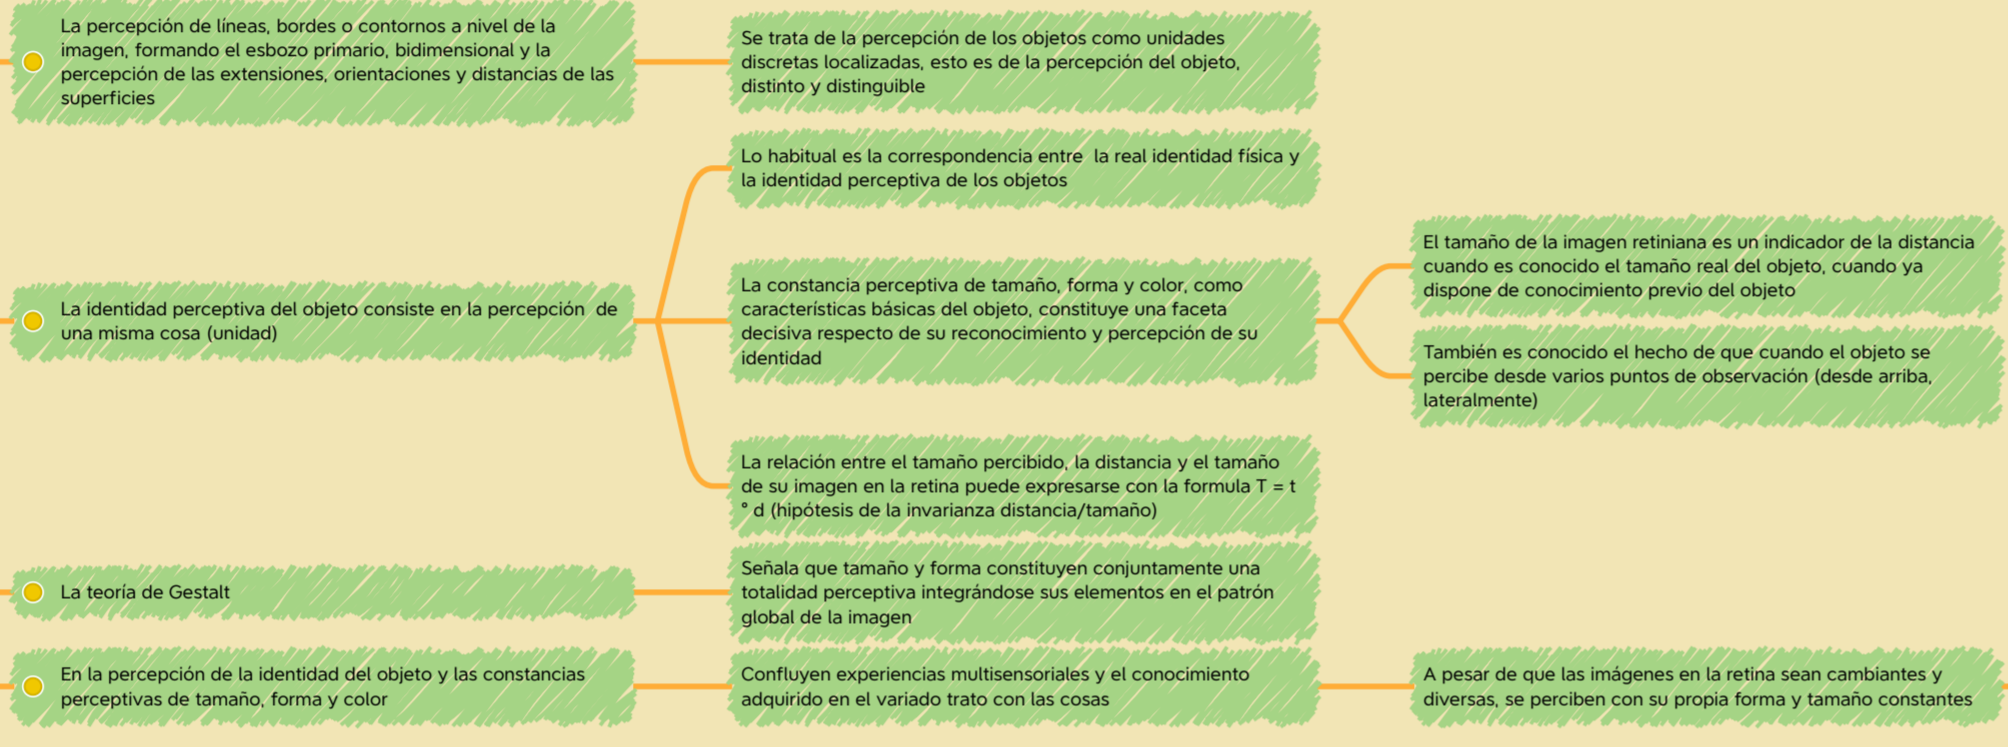 La percepción de líneas, bordes o contornos a nivel de la
imagen, formando el esbozo primario, bidimensional y la
percepción de las extensiones, orientaciones y distancias de las
superficies
Se trata de la percepción de los objetos como unidades
discretas localizadas, esto es de la percepción del objeto,
distinto y distinguible
La identidad perceptiva del objeto consiste en la percepción de
una misma cosa (unidad)
Lo habitual es la correspondencia entre la real identidad física y
la identidad perceptiva de los objetos
La constancia perceptiva de tamaño, forma y color, como
características básicas del objeto, constituye una faceta
decisiva respecto de su reconocimiento y percepción de su
identidad
El tamaño de la imagen retiniana es un indicador de la distancia
cuando es conocido el tamaño real del objeto, cuando ya
dispone de conocimiento previo del objeto
También es conocido el hecho de que cuando el objeto se
percibe desde varios puntos de observación (desde arriba,
lateralmente)
La relación entre el tamaño percibido, la distancia y el tamaño
de su imagen en la retina puede expresarse con la formula T = t
° d (hipótesis de la invarianza distancia/tamaño)
La teoría de Gestalt
Señala que tamaño y forma constituyen conjuntamente una
totalidad perceptiva integrándose sus elementos en el patrón
global de la imagen
En la percepción de la identidad del objeto y las constancias
perceptivas de tamaño, forma y color
Confluyen experiencias multisensoriales y el conocimiento
adquirido en el variado trato con las cosas
A pesar de que las imágenes en la retina sean cambiantes y
diversas, se perciben con su propia forma y tamaño constantes